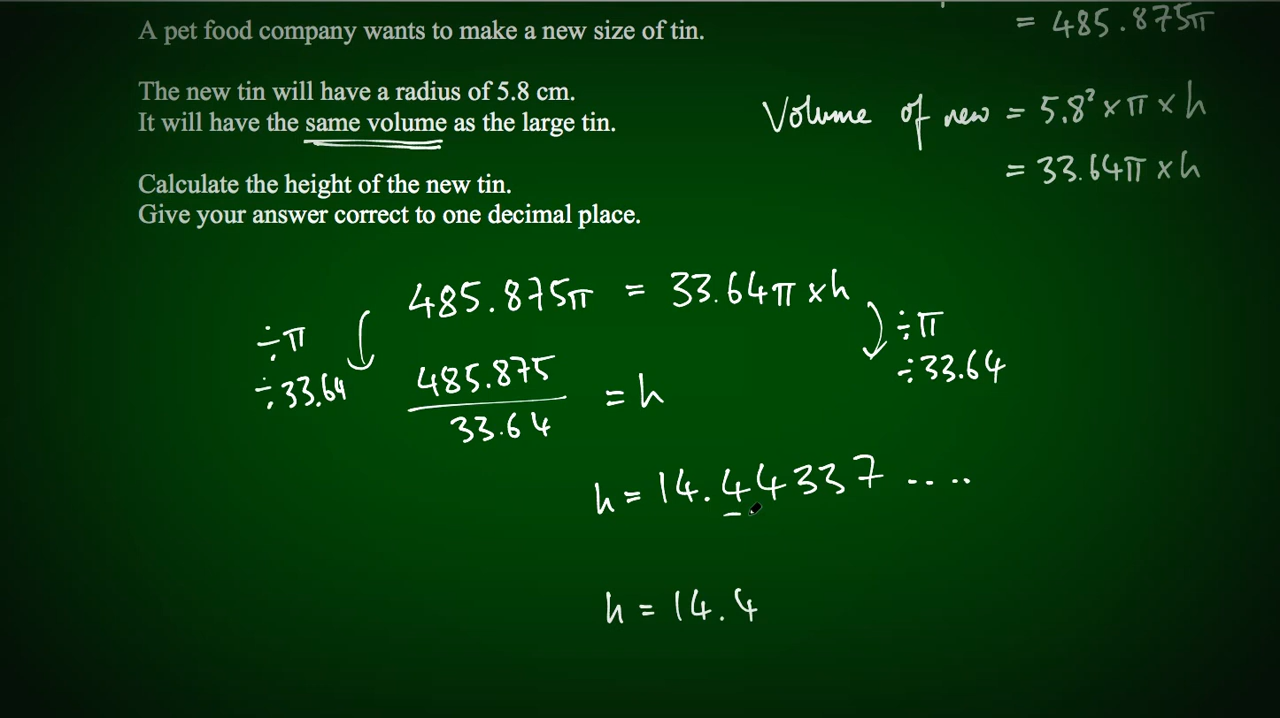 A pet food company wants to make a new size of tin.
= 485.875π
The new tin will have a radius of 5.8 cm.
It will have the same volume as the large tin.
Volume of new = 5.8² × π × h
= 33.64π × h
Calculate the height of the new tin.
Give your answer correct to one decimal place.
485.875π = 33.64π × h
÷π
÷33.64
÷π
÷33.64
485.875
33.64
= h
h = 14.44337 ....
h = 14.4